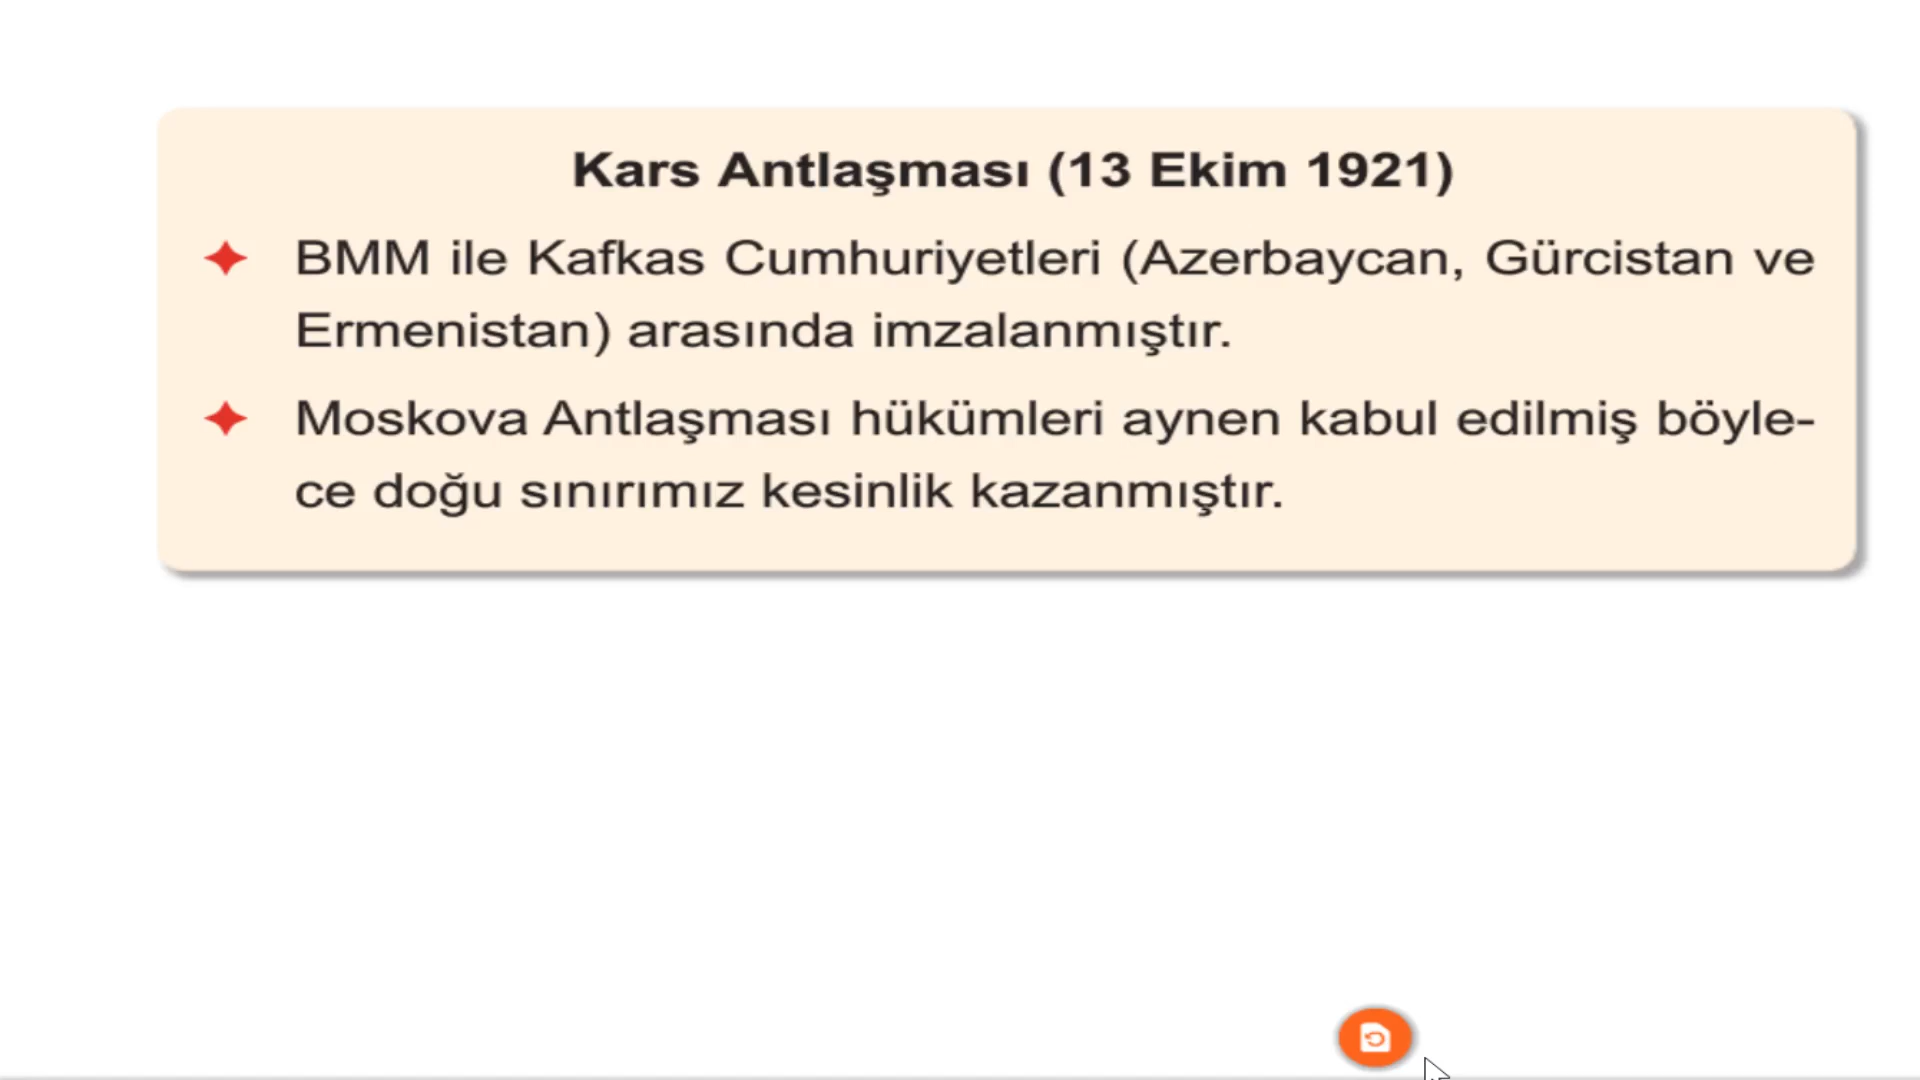 Kars Antlaşması (13 Ekim 1921)
BMM ile Kafkas Cumhuriyetleri (Azerbaycan, Gürcistan ve
Ermenistan) arasında imzalanmıştır.
Moskova Antlaşması hükümleri aynen kabul edilmiş böyle-
ce doğu sınırımız kesinlik kazanmıştır.